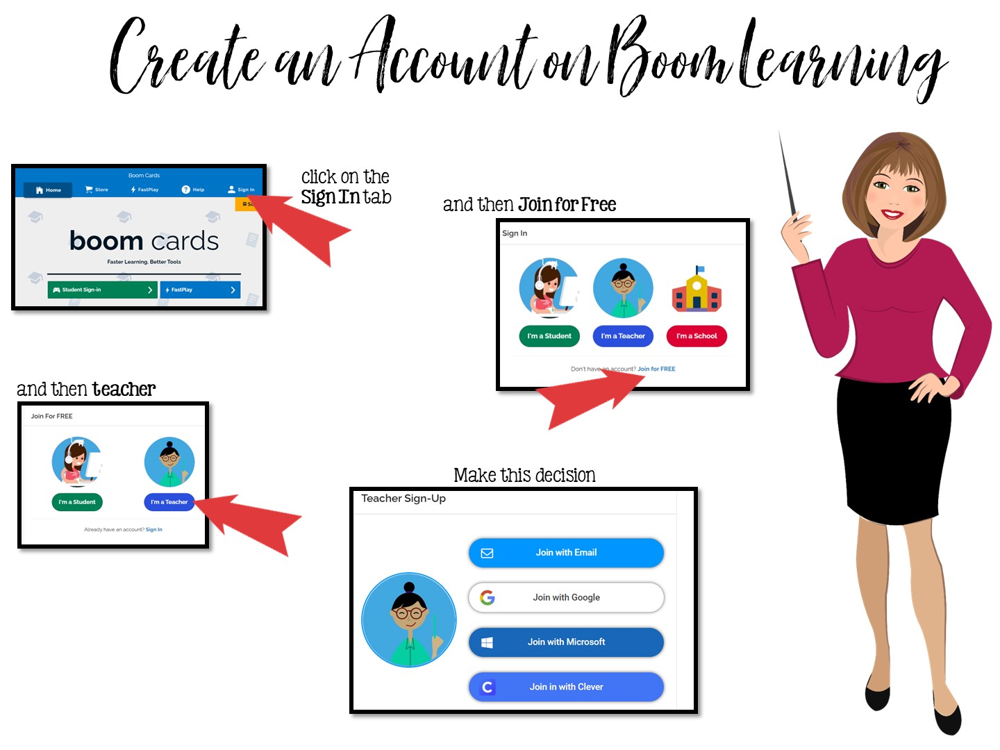 Create an Account on Boom Learning
Boom Cards
Home
Store
FastPlay
Help
Sign In
boom cards
Faster Learning, Better Tools
Student Sign-in
FastPlay
click on the
Sign In tab
and then Join for Free
Sign In
I'm a Student
I'm a Teacher
I'm a School
Don't have an account? Join for FREE
and then teacher
Join For FREE
I'm a Student
I'm a Teacher
Already have an account? Sign In
Make this decision
Teacher Sign-Up
Join with Email
Join with Google
Join with Microsoft
C Join in with Clever